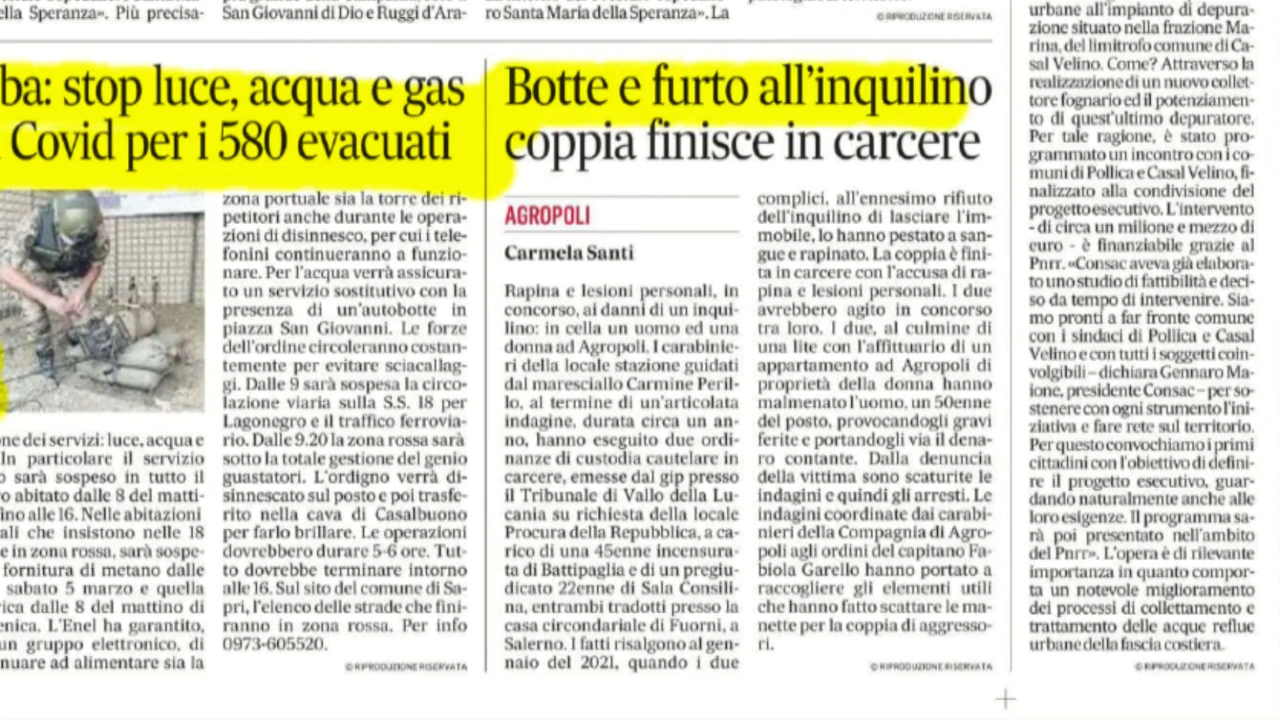 ella Speranza». Più precisa-
San Giovanni di Dio e Ruggi d'Ara-
ro Santa Maria della Speranza». La
© RIPRODUZIONE RISERVATA
ba: stop luce, acqua e gas
Covid per i 580 evacuati
ne dei servizi: luce, acqua e
In particolare il servizio
o sarà sospeso in tutto il
o abitato dalle 8 del matti-
ino alle 16. Nelle abitazioni
ali che insistono nelle 18
e in zona rossa, sarà sospe-
fornitura di metano dalle
sabato 5 marzo e quella
ica dalle 8 del mattino di
enica. L'Enel ha garantito,
un gruppo elettronico, di
nuare ad alimentare sia la
zona portuale sia la torre dei ri-
petitori anche durante le opera-
zioni di disinnesco, per cui i tele-
fonini continueranno a funzio-
nare. Per l'acqua verrà assicura-
to un servizio sostitutivo con la
presenza di un'autobotte in
piazza San Giovanni. Le forze
dell'ordine circoleranno costan-
temente per evitare sciacallag-
gi. Dalle 9 sarà sospesa la circo-
lazione viaria sulla S.S. 18 per
Lagonegro e il traffico ferrovia-
rio. Dalle 9.20 la zona rossa sarà
sotto la totale gestione del genio
guastatori. L'ordigno verrà di-
sinnescato sul posto e poi trasfe-
rito nella cava di Casalbuono
per farlo brillare. Le operazioni
dovrebbero durare 5-6 ore. Tut-
to dovrebbe terminare intorno
alle 16. Sul sito del comune di Sa-
pri, l'elenco delle strade che fini-
ranno in zona rossa. Per info
0973-605520.
© RIPRODUZIONE RISERVATA
Botte e furto all'inquilino
coppia finisce in carcere
AGROPOLI
Carmela Santi
Rapina e lesioni personali, in
concorso, ai danni di un inqui-
lino: in cella un uomo ed una
donna ad Agropoli. I carabinie-
ri della locale stazione guidati
dal maresciallo Carmine Peril-
lo, al termine di un'articolata
indagine, durata circa un an-
no, hanno eseguito due ordi-
nanze di custodia cautelare in
carcere, emesse dal gip presso
il Tribunale di Vallo della Lu-
cania su richiesta della locale
Procura della Repubblica, a ca-
rico di una 45enne incensura-
ta di Battipaglia e di un pregiu-
dicato 22enne di Sala Consili-
na, entrambi tradotti presso la
casa circondariale di Fuorni, a
Salerno. I fatti risalgono al gen-
naio del 2021, quando i due
complici, all'ennesimo rifiuto
dell'inquilino di lasciare l'im-
mobile, lo hanno pestato a san-
gue e rapinato. La coppia è fini-
ta in carcere con l'accusa di ra-
pina e lesioni personali. I due
avrebbero agito in concorso
tra loro. I due, al culmine di
una lite con l'affittuario di un
appartamento ad Agropoli di
proprietà della donna hanno
malmenato l'uomo, un 50enne
del posto, provocandogli gravi
ferite e portandogli via il dena-
ro contante. Dalla denuncia
della vittima sono scaturite le
indagini e quindi gli arresti. Le
indagini coordinate dai carabi-
nieri della Compagnia di Agro-
poli agli ordini del capitano Fa-
biola Garello hanno portato a
raccogliere gli elementi utili
che hanno fatto scattare le ma-
nette per la coppia di aggresso-
ri.
© RIPRODUZIONE RISERVATA
urbane all'impianto di depura-
zione situato nella frazione Ma-
rina, del limitrofo comune di Ca-
sal Velino. Come? Attraverso la
realizzazione di un nuovo collet-
tore fognario ed il potenziamen-
to di quest'ultimo depuratore.
Per tale ragione, è stato pro-
grammato un incontro con i co-
muni di Pollica e Casal Velino, fi-
nalizzato alla condivisione del
progetto esecutivo. L'intervento
- di circa un milione e mezzo di
euro - è finanziabile grazie al
Pnrr. «Consac aveva già elabora-
to uno studio di fattibilità e deci-
so da tempo di intervenire. Sia-
mo pronti a far fronte comune
con i sindaci di Pollica e Casal
Velino e con tutti i soggetti coin-
volgibili – dichiara Gennaro Ma-
ione, presidente Consac – per so-
stenere con ogni strumento l'ini-
ziativa e fare rete sul territorio.
Per questo convochiamo i primi
cittadini con l'obiettivo di defini-
re il progetto esecutivo, guar-
dando naturalmente anche alle
loro esigenze. Il programma sa-
rà poi presentato nell'ambito
del Pnrr». L'opera è di rilevante
importanza in quanto compor-
ta un notevole miglioramento
dei processi di collettamento e
trattamento delle acque reflue
urbane della fascia costiera.
© RIPRODUZIONE RISERVATA